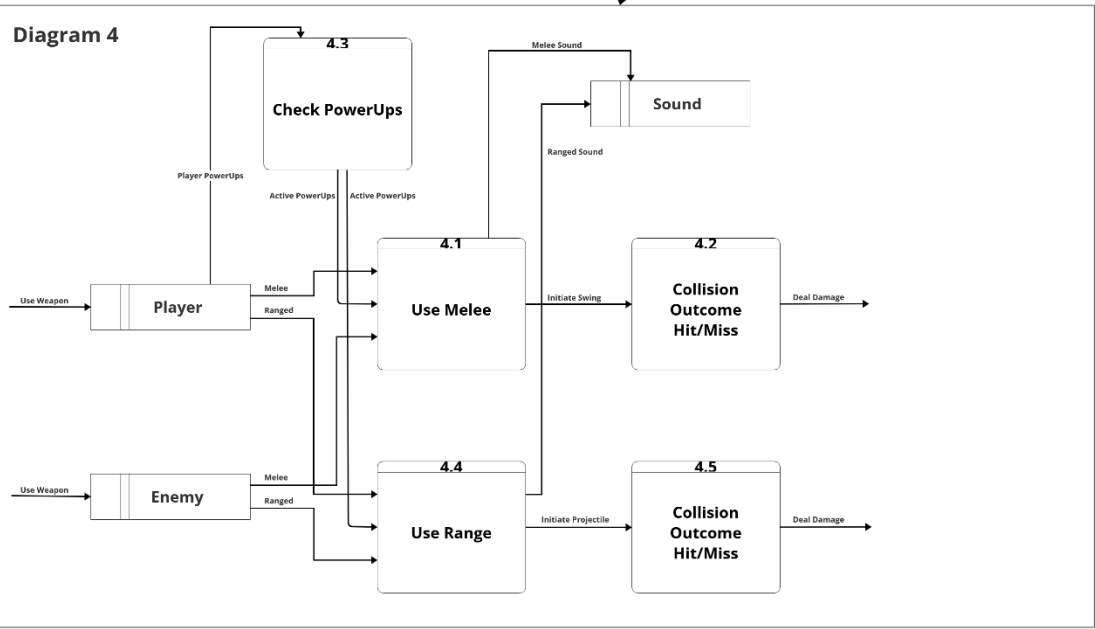 Diagram 4
4.3
Check PowerUps
Melee Sound
Sound
Ranged Sound
Player PowerUps
Active PowerUps
Active PowerUps
4.1
Use Melee
4.2
Collision
Outcome
Hit/Miss
Use Weapon
Player
Melee
Ranged
Initiate Swing
Deal Damage
4.4
Use Range
4.5
Collision
Outcome
Hit/Miss
Use Weapon
Enemy
Melee
Ranged
Initiate Projectile
Deal Damage